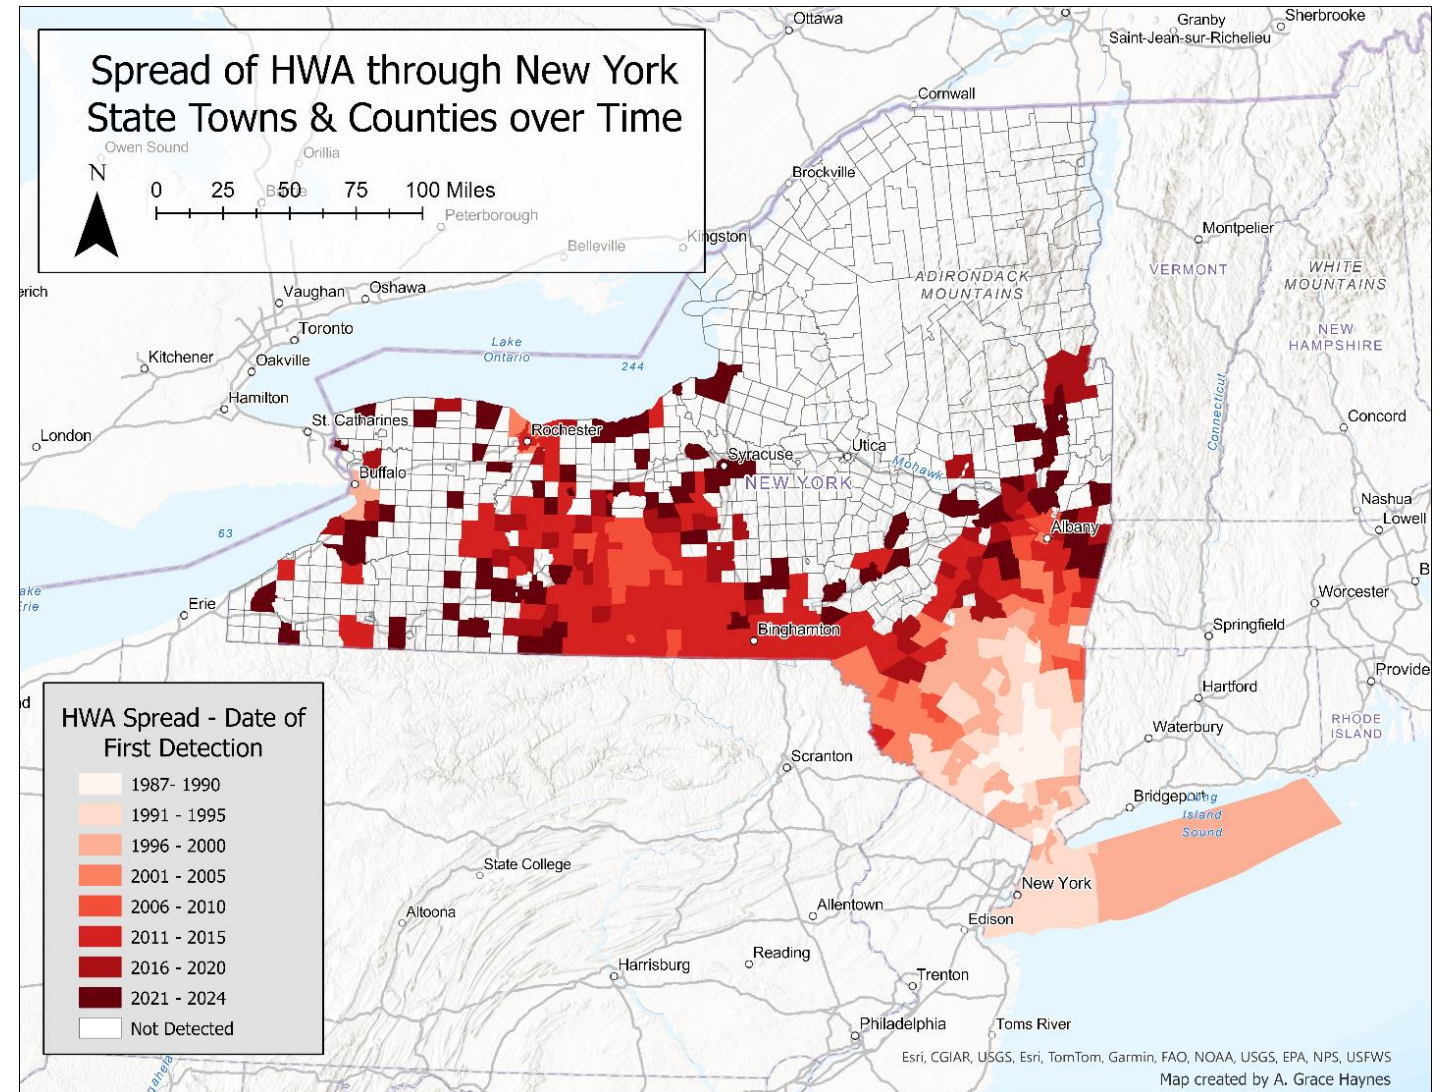 Spread of HWA through New York
State Towns & Counties over Time
N
0 25 50 75 100 Miles
Owen Sound
Orillia
Peterborough
Belleville
Kingston
Ottawa
Granby
Sherbrooke
Saint-Jean-sur-Richelieu
Cornwall
Brockville
Montpelier
VERMONT
WHITE
MOUNTAINS
ADIRONDACK
MOUNTAINS
NEW
HAMPSHIRE
erich
Vaughan
Oshawa
Toronto
Lake
Ontario
244
Kitchener
Oakville
Hamilton
St. Catharines
London
Rochester
Buffalo
Syracuse
Utica
Mohawk
NEW YORK
Connecticut
Concord
Nashua
Lowell
Albany
63
ake
Erie
Erie
Binghamton
Worcester
B
Springfield
Provide
Hartford
Waterbury
RHODE
ISLAND
Scranton
Bridgeport
Long
Island
Sound
State College
New York
Altoona
Allentown
Edison
Reading
Harrisburg
Trenton
Philadelphia
Toms River
HWA Spread - Date of
First Detection
1987- 1990
1991 - 1995
1996 - 2000
2001 - 2005
2006 - 2010
2011 - 2015
2016 - 2020
2021 - 2024
Not Detected
Esri, CGIAR, USGS, Esri, TomTom, Garmin, FAO, NOAA, USGS, EPA, NPS, USFWS
Map created by A. Grace Haynes